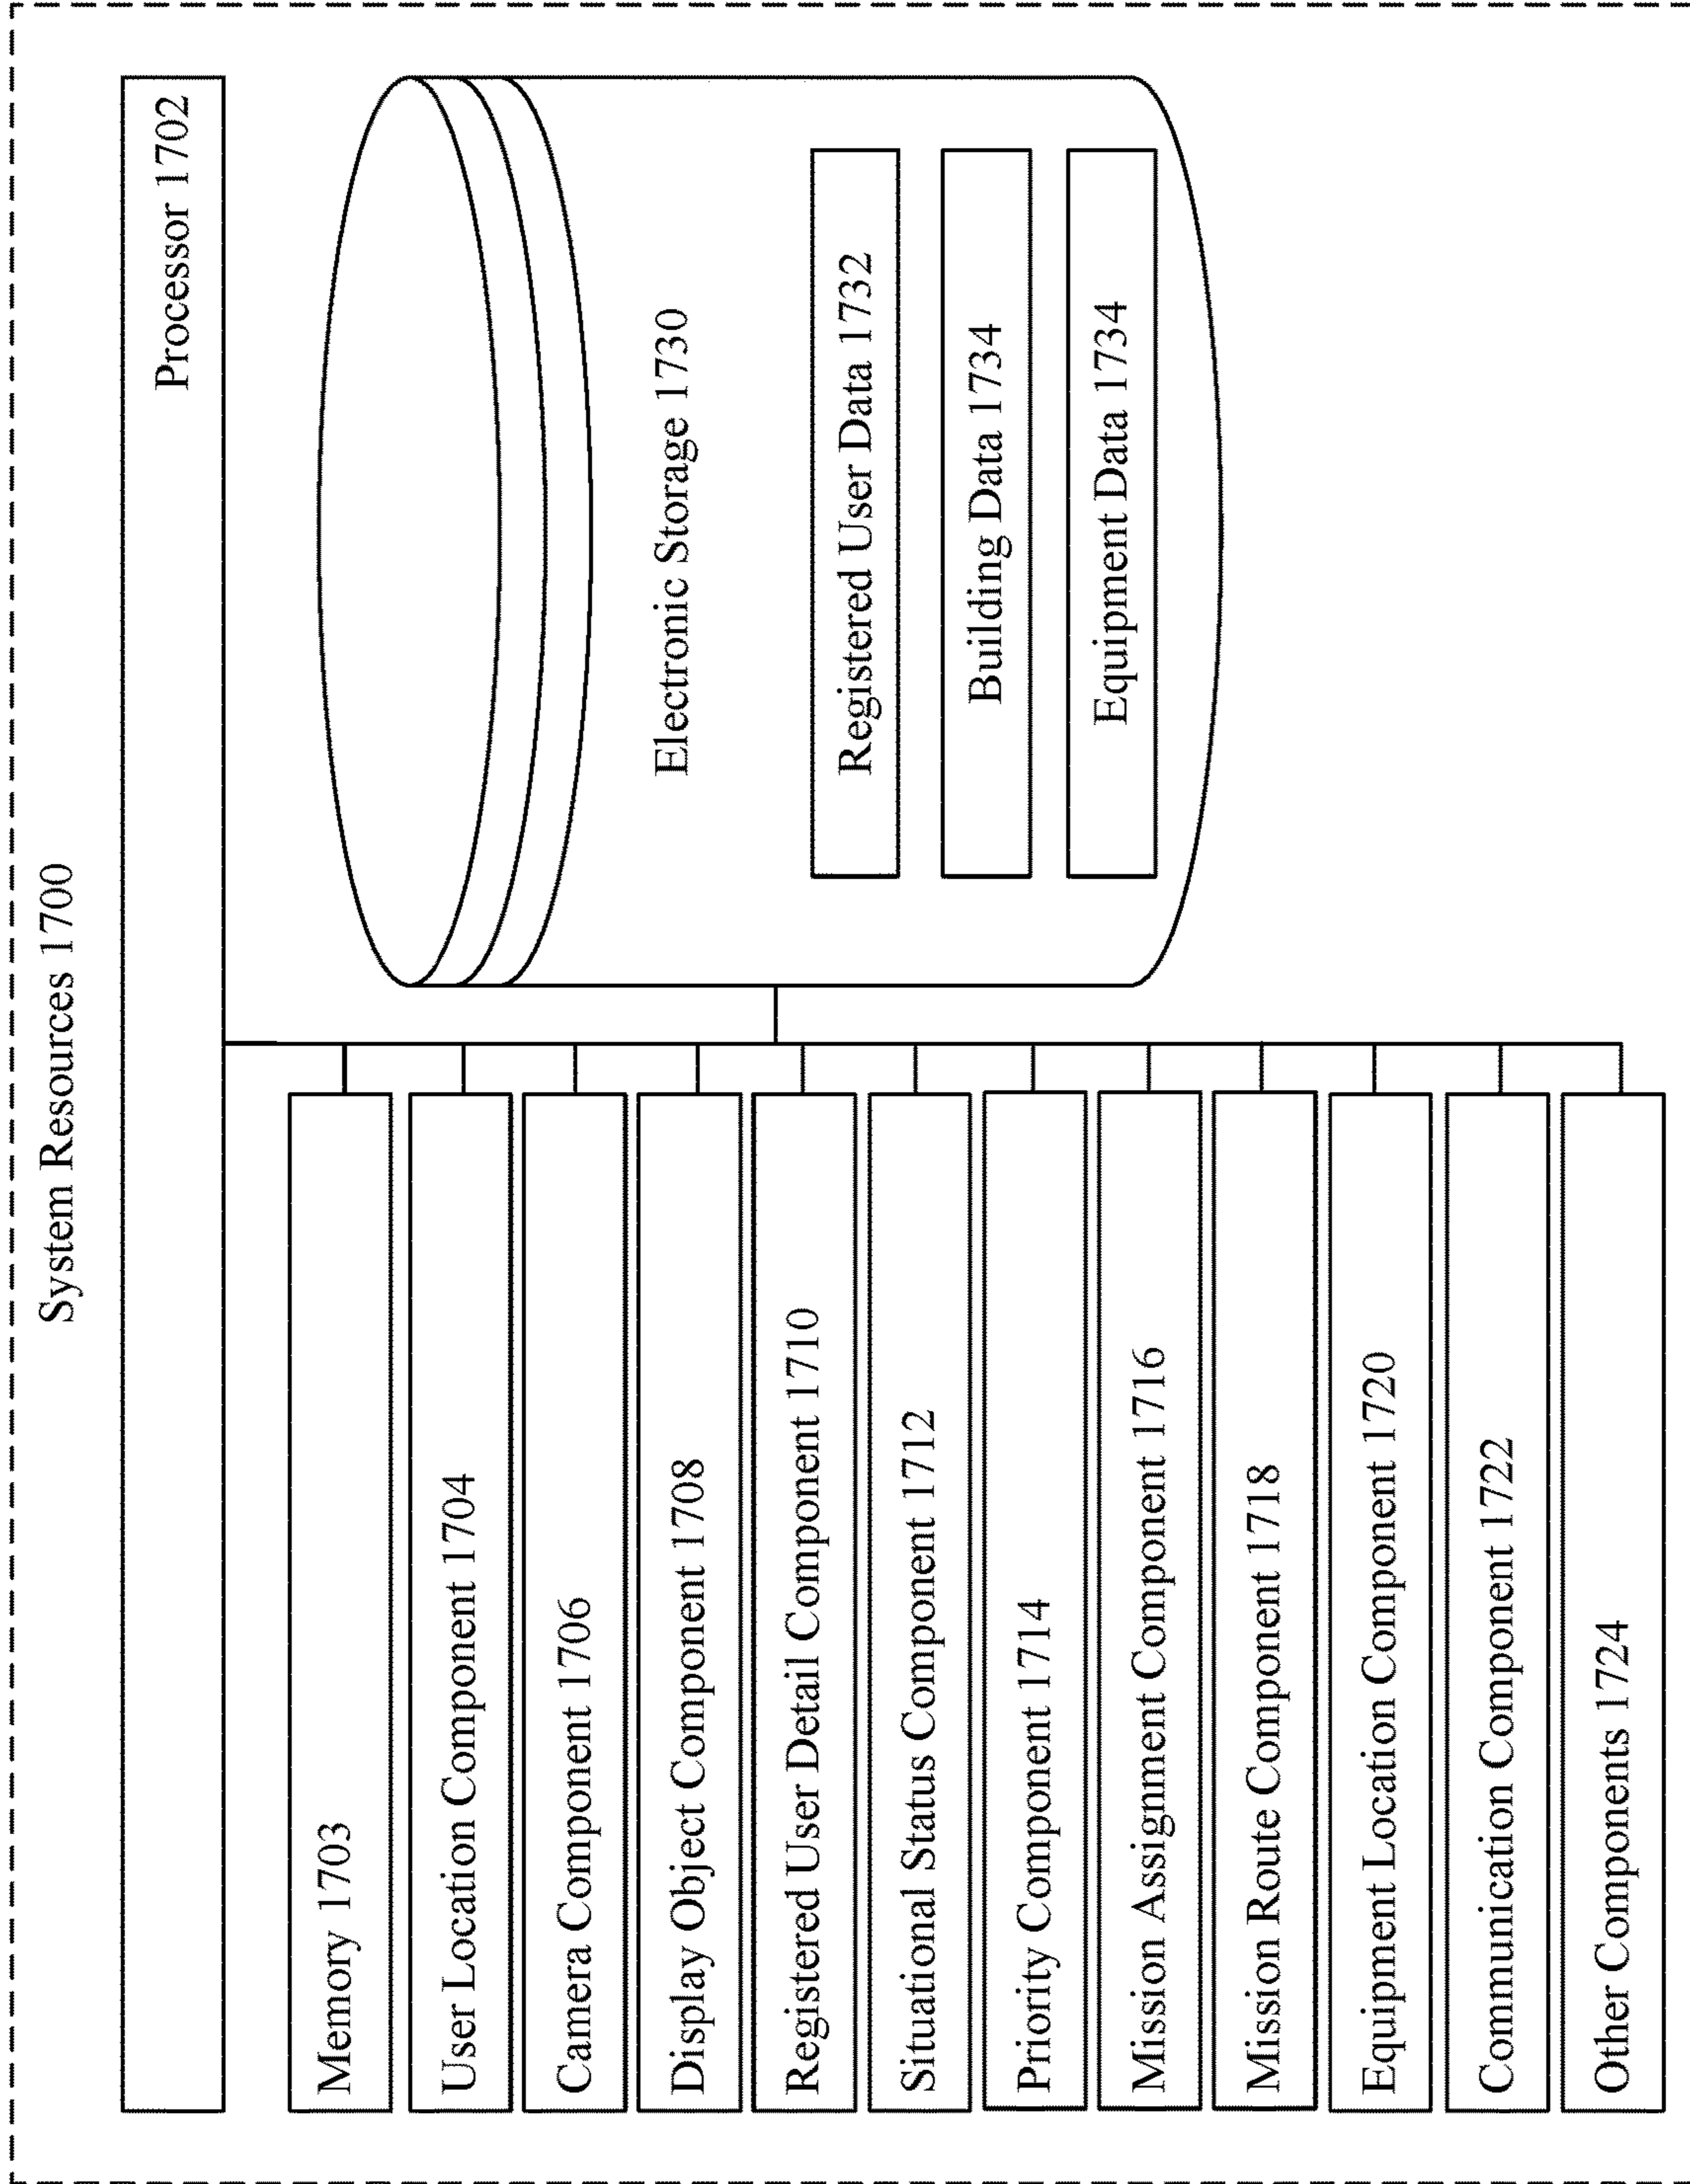 System Resources 1700
Processor 1702
Memory 1703
User Location Component 1704
Camera Component 1706
Display Object Component 1708
Registered User Detail Component 1710
Situational Status Component 1712
Priority Component 1714
Mission Assignment Component 1716
Mission Route Component 1718
Equipment Location Component 1720
Communication Component 1722
Other Components 1724
Electronic Storage 1730
Registered User Data 1732
Building Data 1734
Equipment Data 1734